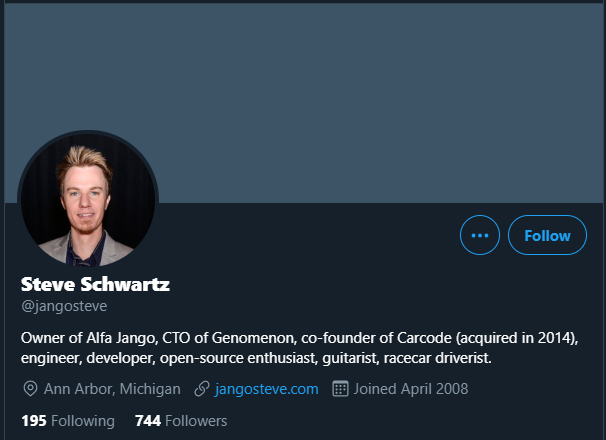 Follow
Steve Schwartz
@jangosteve
Owner of Alfa Jango, CTO of Genomenon, co-founder of Carcode (acquired in 2014),
engineer, developer, open-source enthusiast, guitarist, racecar driverist.
Ann Arbor, Michigan jangosteve.com Joined April 2008
195 Following 744 Followers